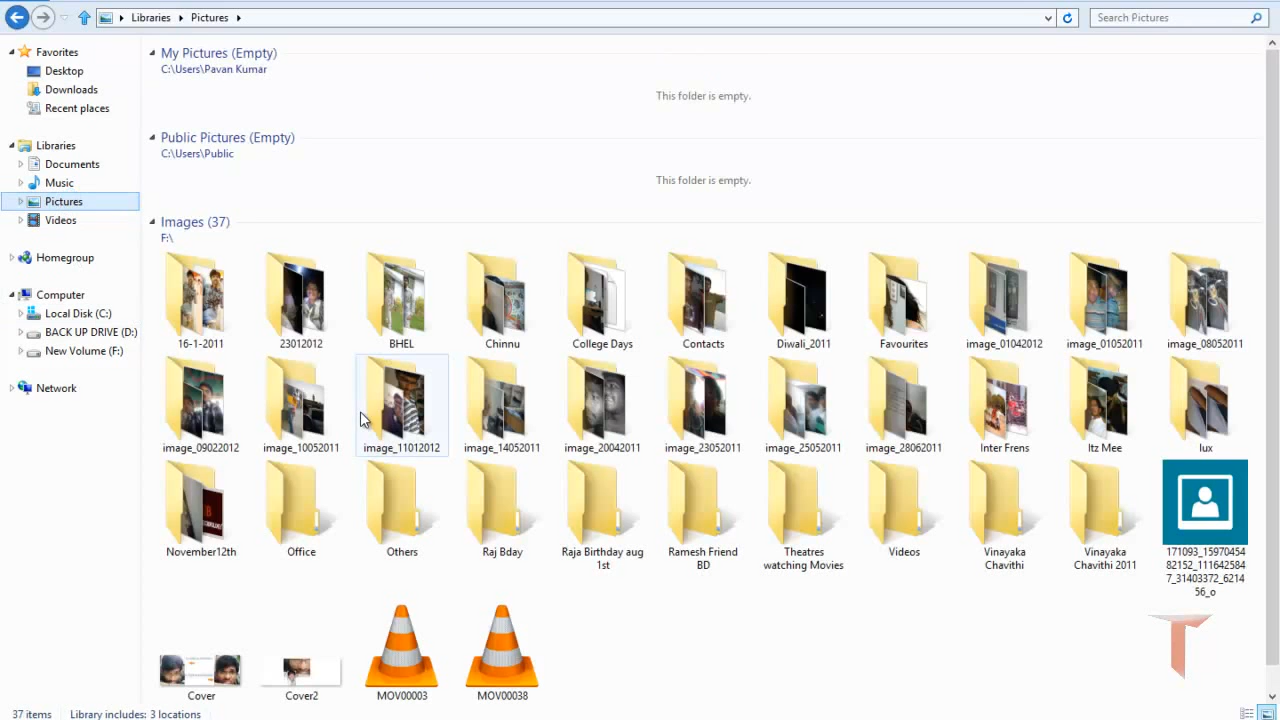 Libraries Pictures
Search Pictures
Favorites
Desktop
Downloads
Recent places
Libraries
Documents
Music
Pictures
Videos
Homegroup
Computer
Local Disk (C:)
BACK UP DRIVE (D:)
New Volume (F:)
Network
My Pictures (Empty)
C:\Users\Pavan Kumar
This folder is empty.
Public Pictures (Empty)
C:\Users\Public
This folder is empty.
Images (37)
F:\
16-1-2011 23012012 BHEL Chinnu College Days Contacts Diwali_2011 Favourites image_01042012 image_01052011 image_08052011
image_09022012 image_10052011 image_11012012 image_14052011 image_20042011 image_23052011 image_25052011 image_28062011 Inter Frens Itz Mee lux
November12th Office Others Raj Bday Raja Birthday aug Ramesh Friend Theatres Videos Vinayaka Vinayaka 171093_15970454
1st BD watching Movies Chavithi Chavithi 2011 82152_111642584
7_31403372_6214
56_o
Cover Cover2 MOV00003 MOV00038
37 items Library includes: 3 locations